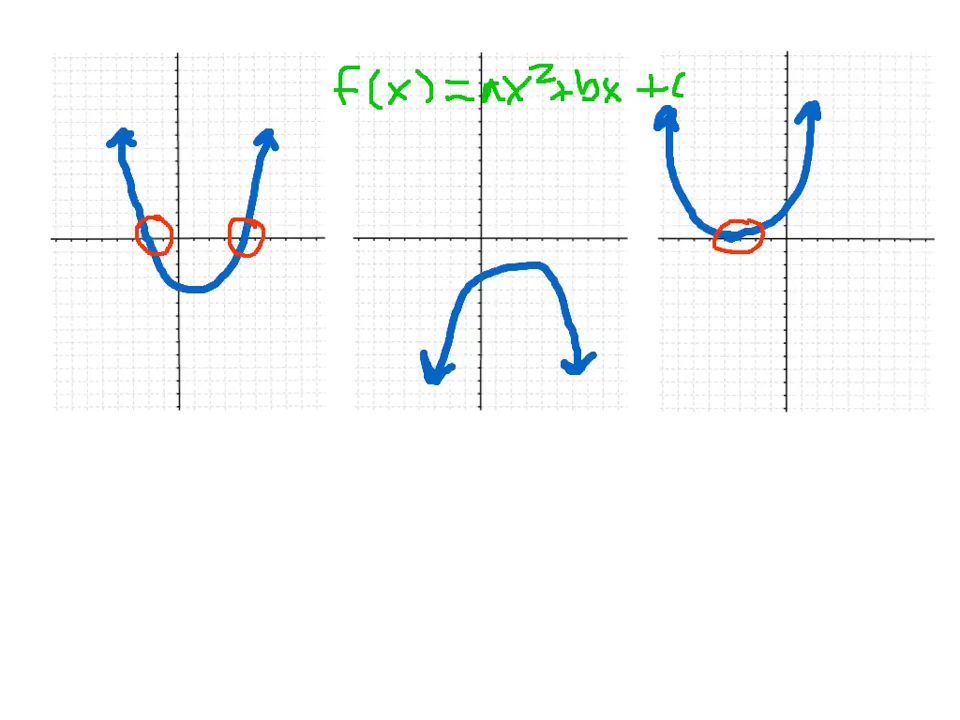 f(x) = ax²+bx +c